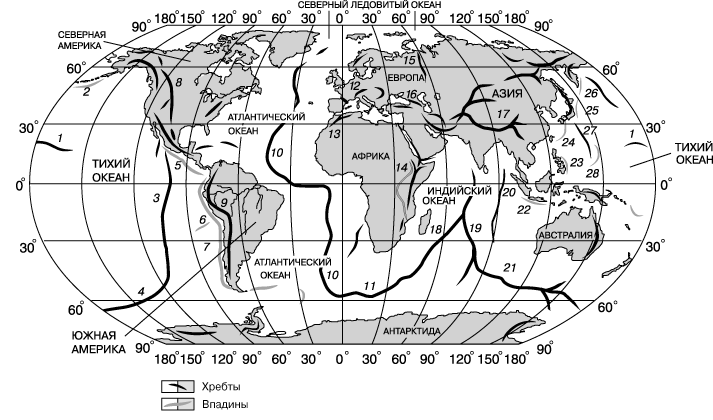 СЕВЕРНЫЙ ЛЕДОВИТЫЙ ОКЕАН
90° 180° 150° 120° 90° 60° 30° 0° 30° 60° 90° 120° 150° 180° 90°
СЕВЕРНАЯ
АМЕРИКА
15
60° 60°
ЕВРОПА
8
2
12
16
АЗИЯ
26
17
25
АТЛАНТИЧЕСКИЙ
ОКЕАН
30° 30°
13
27
1
10
24
1
ТИХИЙ
ОКЕАН
АФРИКА
ТИХИЙ
ОКЕАН
5
14
23
28
0° 0°
ИНДИЙСКИЙ
ОКЕАН
20
3
9
6
22
18
19
АВСТРАЛИЯ
7
30° 30°
АТЛАНТИЧЕСКИЙ
ОКЕАН
10
21
4
11
60° 60°
ЮЖНАЯ
АМЕРИКА
АНТАРКТИДА
90° 90°
180° 150° 120° 90° 60° 30° 0° 30° 60° 90° 120° 150° 180°
Хребты
Впадины